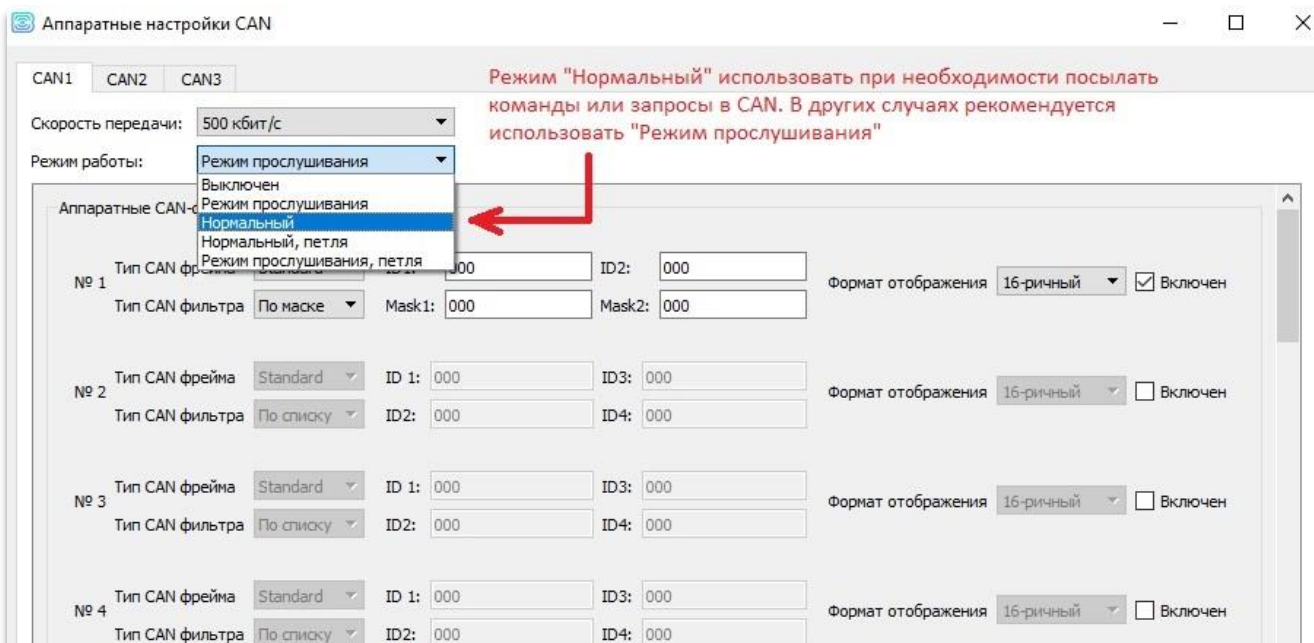 Аппаратные настройки CAN
CAN1 CAN2 CAN3
Режим "Нормальный" использовать при необходимости посылать
команды или запросы в CAN. В других случаях рекомендуется
использовать "Режим прослушивания"
Скорость передачи: 500 кбит/с
Режим работы: Режим прослушивания
Выключен
Режим прослушивания
Нормальный
Нормальный, петля
Режим прослушивания, петля
Аппаратные CAN-
№ 1
Тип CAN фрейма 000 ID2: 000
Тип CAN фильтра По маске Mask1: 000 Mask2: 000
Формат отображения 16-ричный Включен
№ 2
Тип CAN фрейма Standard ID 1: 000 ID3: 000
Тип CAN фильтра По списку ID2: 000 ID4: 000
Формат отображения 16-ричный Включен
№ 3
Тип CAN фрейма Standard ID 1: 000 ID3: 000
Тип CAN фильтра По списку ID2: 000 ID4: 000
Формат отображения 16-ричный Включен
№ 4
Тип CAN фрейма Standard ID 1: 000 ID3: 000
Тип CAN фильтра По списку ID2: 000 ID4: 000
Формат отображения 16-ричный Включен